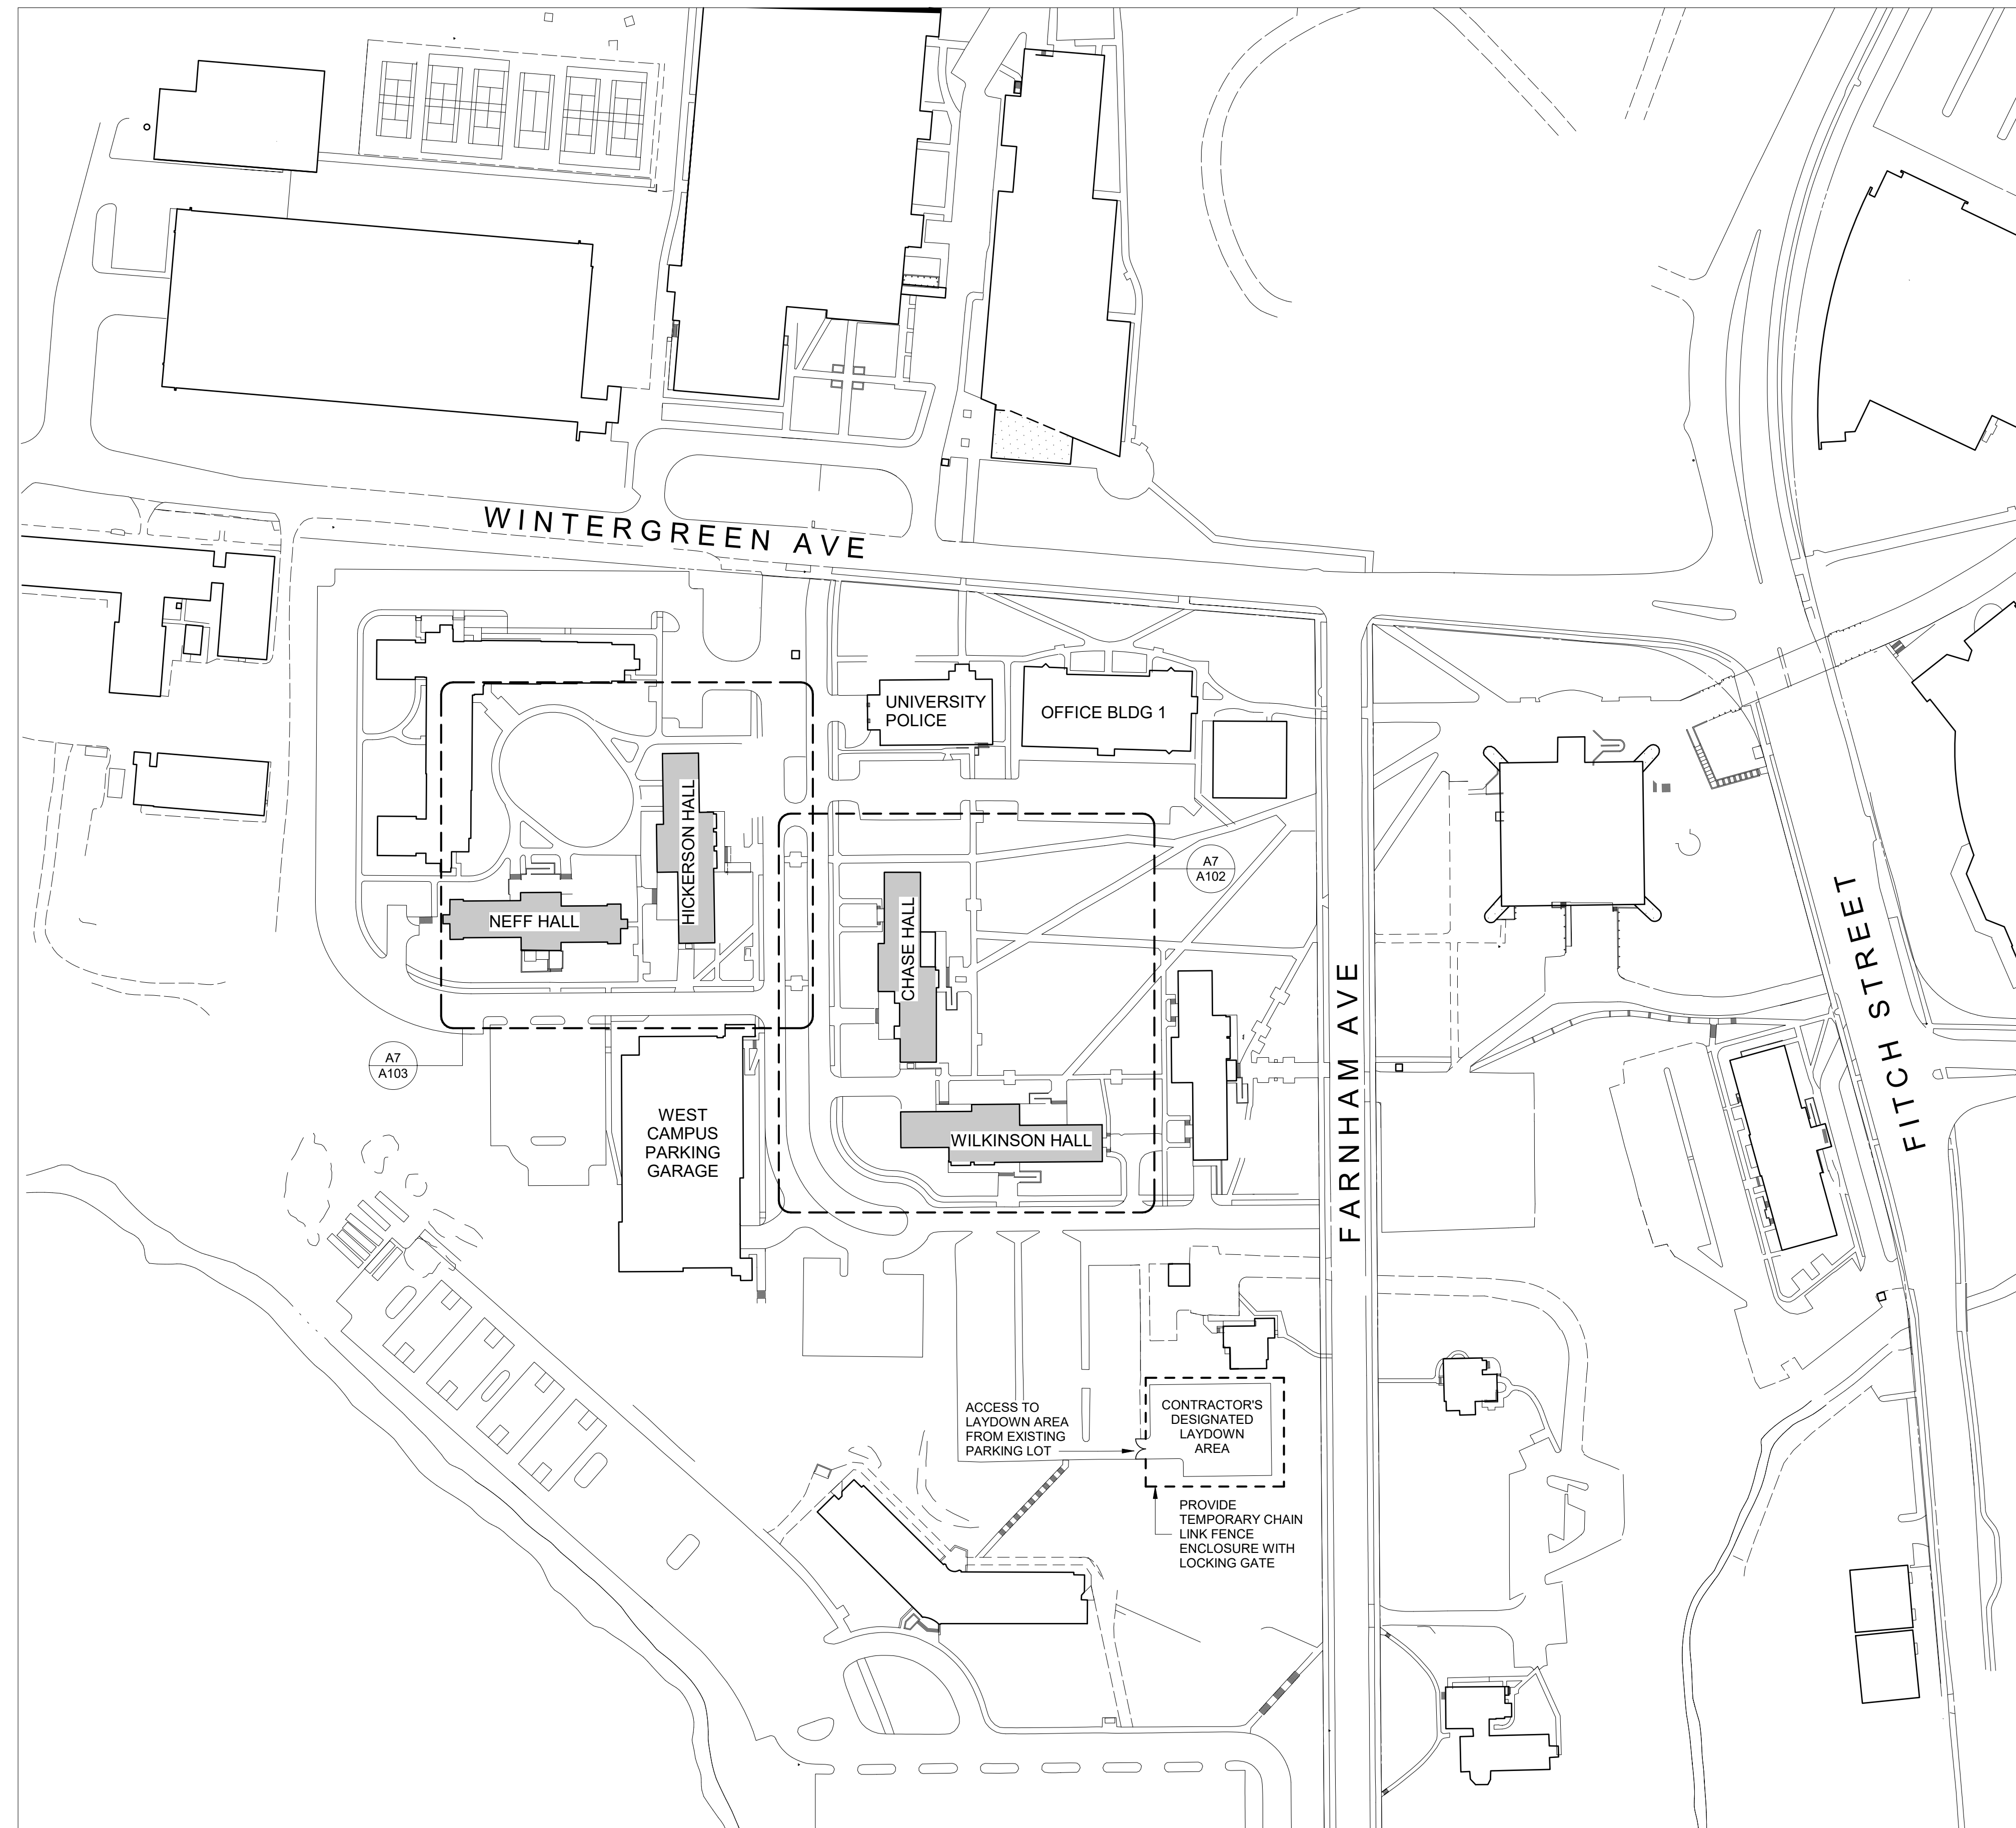 WINTERGREEN AVE
UNIVERSITY
POLICE
OFFICE BLDG 1
HICKERSON HALL
NEFF HALL
CHASE HALL
A7
A102
FITCH STREET
FARNHAM AVE
A7
A103
WEST
CAMPUS
PARKING
GARAGE
WILKINSON HALL
ACCESS TO
LAYDOWN AREA
FROM EXISTING
PARKING LOT
CONTRACTOR'S
DESIGNATED
LAYDOWN
AREA
PROVIDE
TEMPORARY CHAIN
LINK FENCE
ENCLOSURE WITH
LOCKING GATE